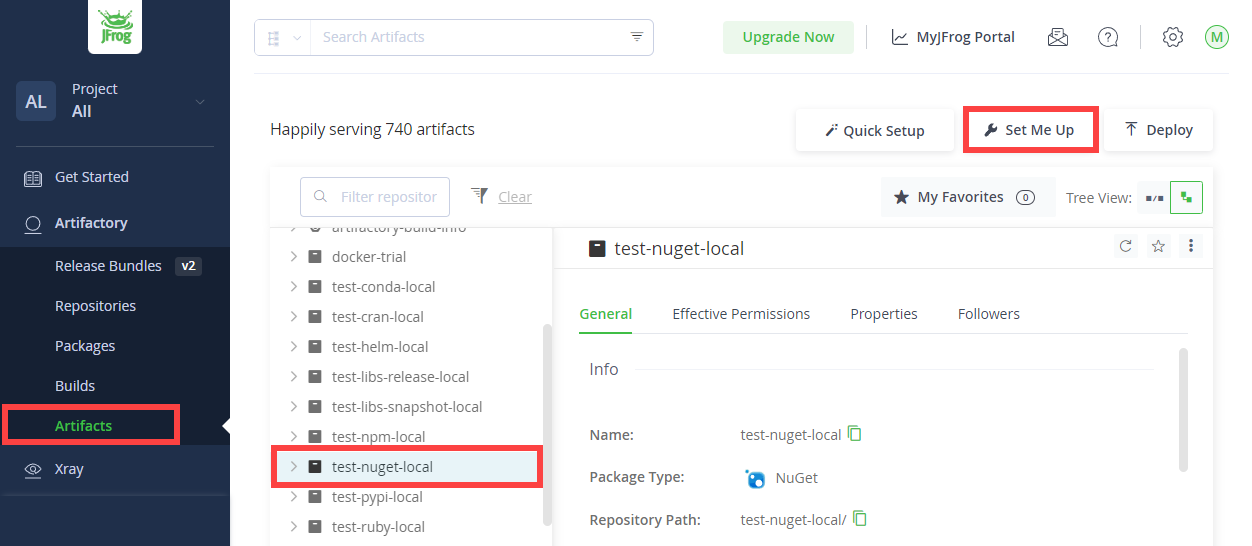 JFrog
AL
Project
All
Get Started
Artifactory
Release Bundles v2
Repositories
Packages
Builds
Artifacts
Xray
Search Artifacts
Upgrade Now
MyJFrog Portal
M
Happily serving 740 artifacts
Quick Setup
Set Me Up
Deploy
Filter repositor
Clear
My Favorites 0
Tree View:
artifactory-build-info
docker-trial
test-conda-local
test-cran-local
test-helm-local
test-libs-release-local
test-libs-snapshot-local
test-npm-local
test-nuget-local
test-pypi-local
test-ruby-local
test-nuget-local
General Effective Permissions Properties Followers
Info
Name: test-nuget-local
Package Type: NuGet
Repository Path: test-nuget-local/